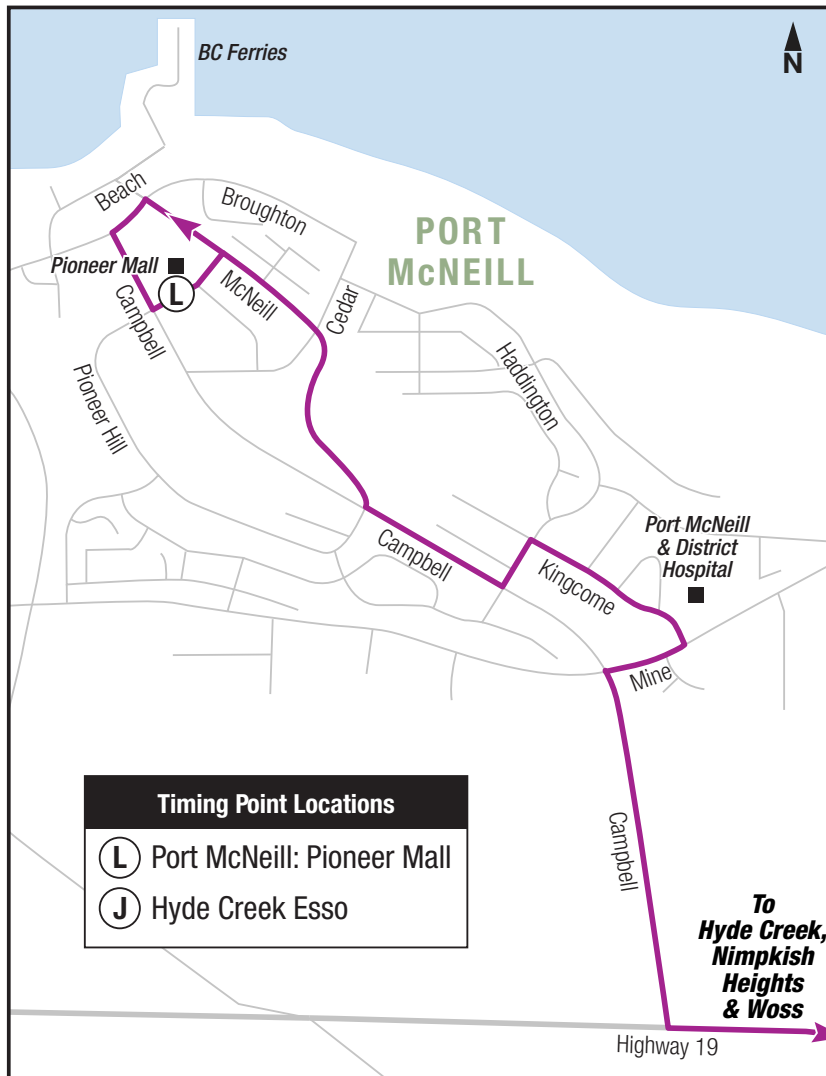 BC Ferries
N
Beach
Broughton
PORT
McNEILL
Pioneer Mall
L
McNeill
Campbell
Cedar
Haddington
Pioneer Hill
Port McNeill
& District
Hospital
Campbell
Kingcome
Mine
Campbell
Timing Point Locations
L Port McNeill: Pioneer Mall
J Hyde Creek Esso
To
Hyde Creek,
Nimpkish
Heights
& Woss
Highway 19